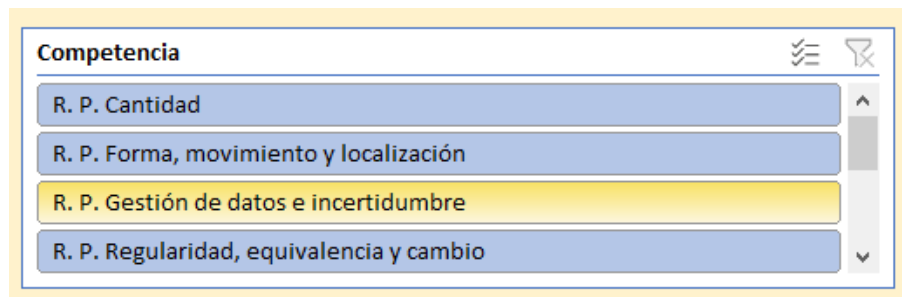 Competencia
R. P. Cantidad
R. P. Forma, movimiento y localización
R. P. Gestión de datos e incertidumbre
R. P. Regularidad, equivalencia y cambio